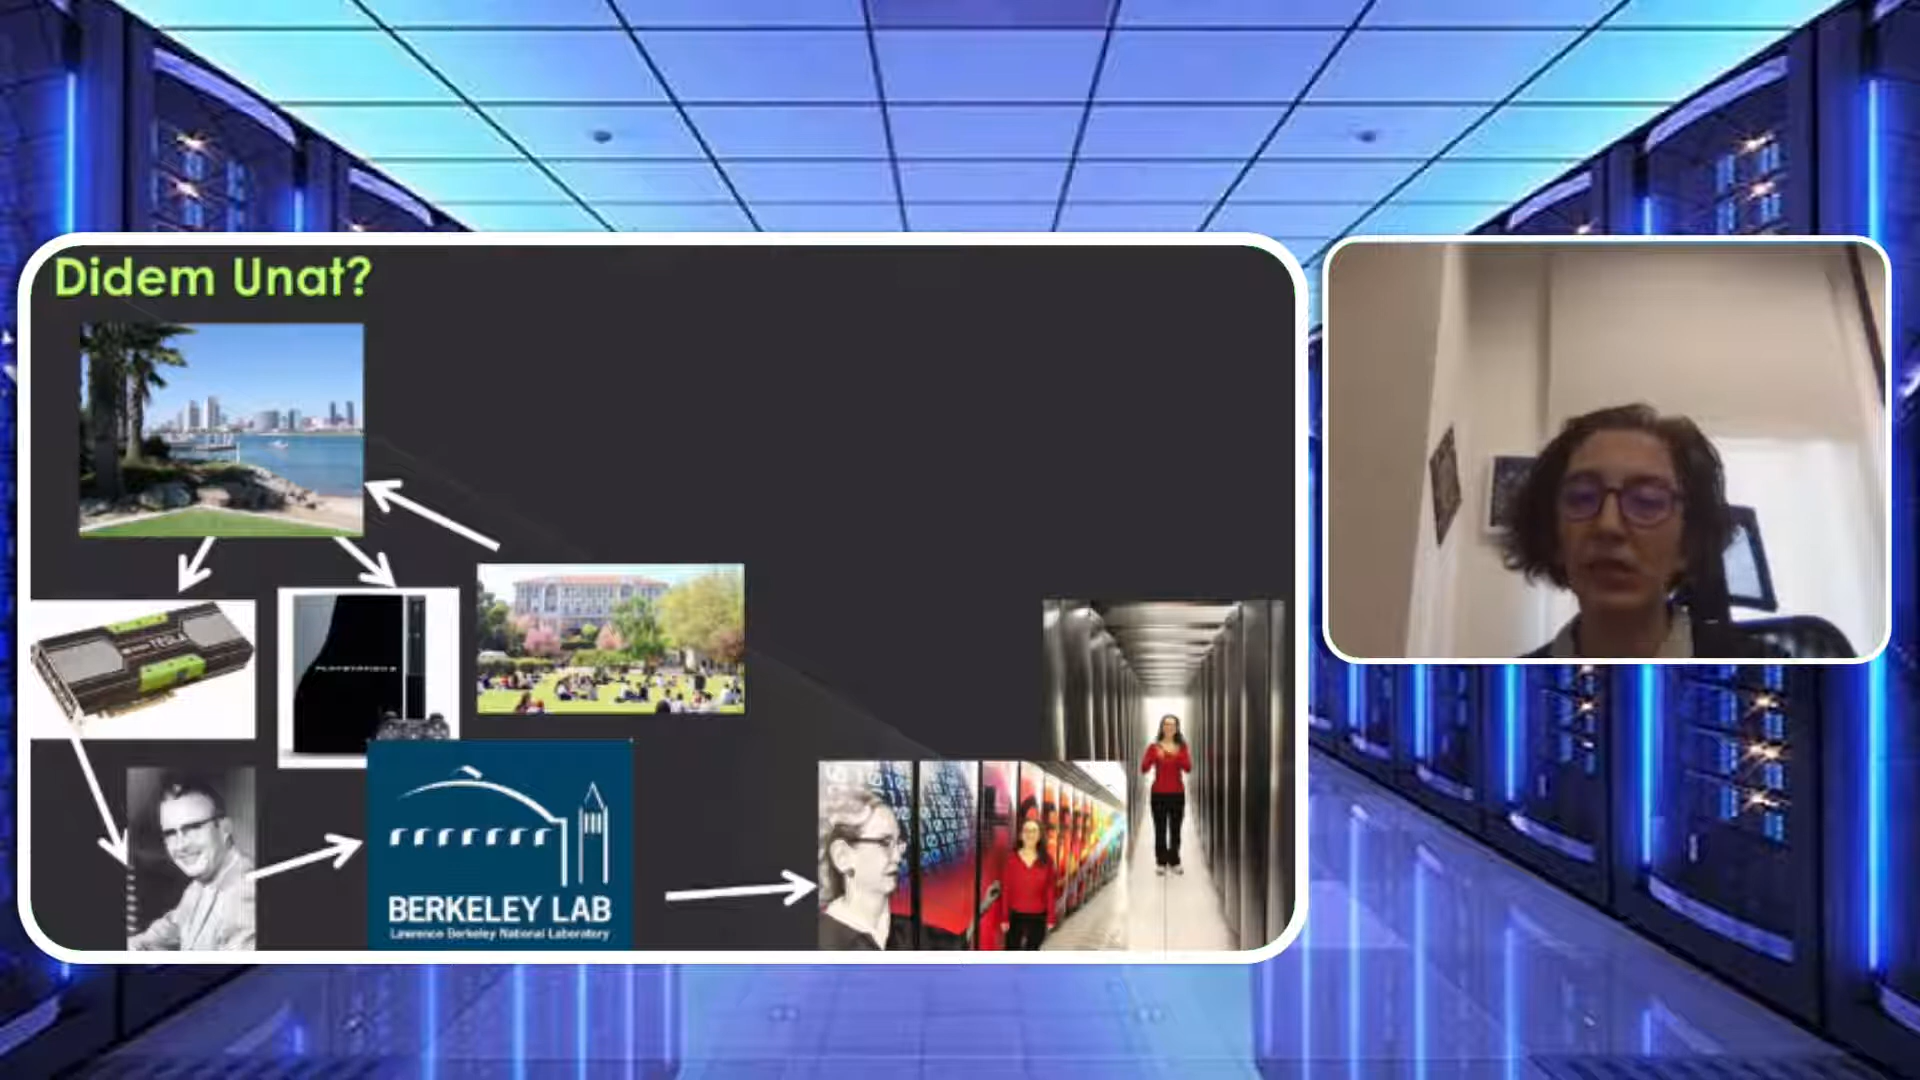 Didem Unat?
TESLA
PLAYSTATION 3
BERKELEY LAB
Lawrence Berkeley National Laboratory